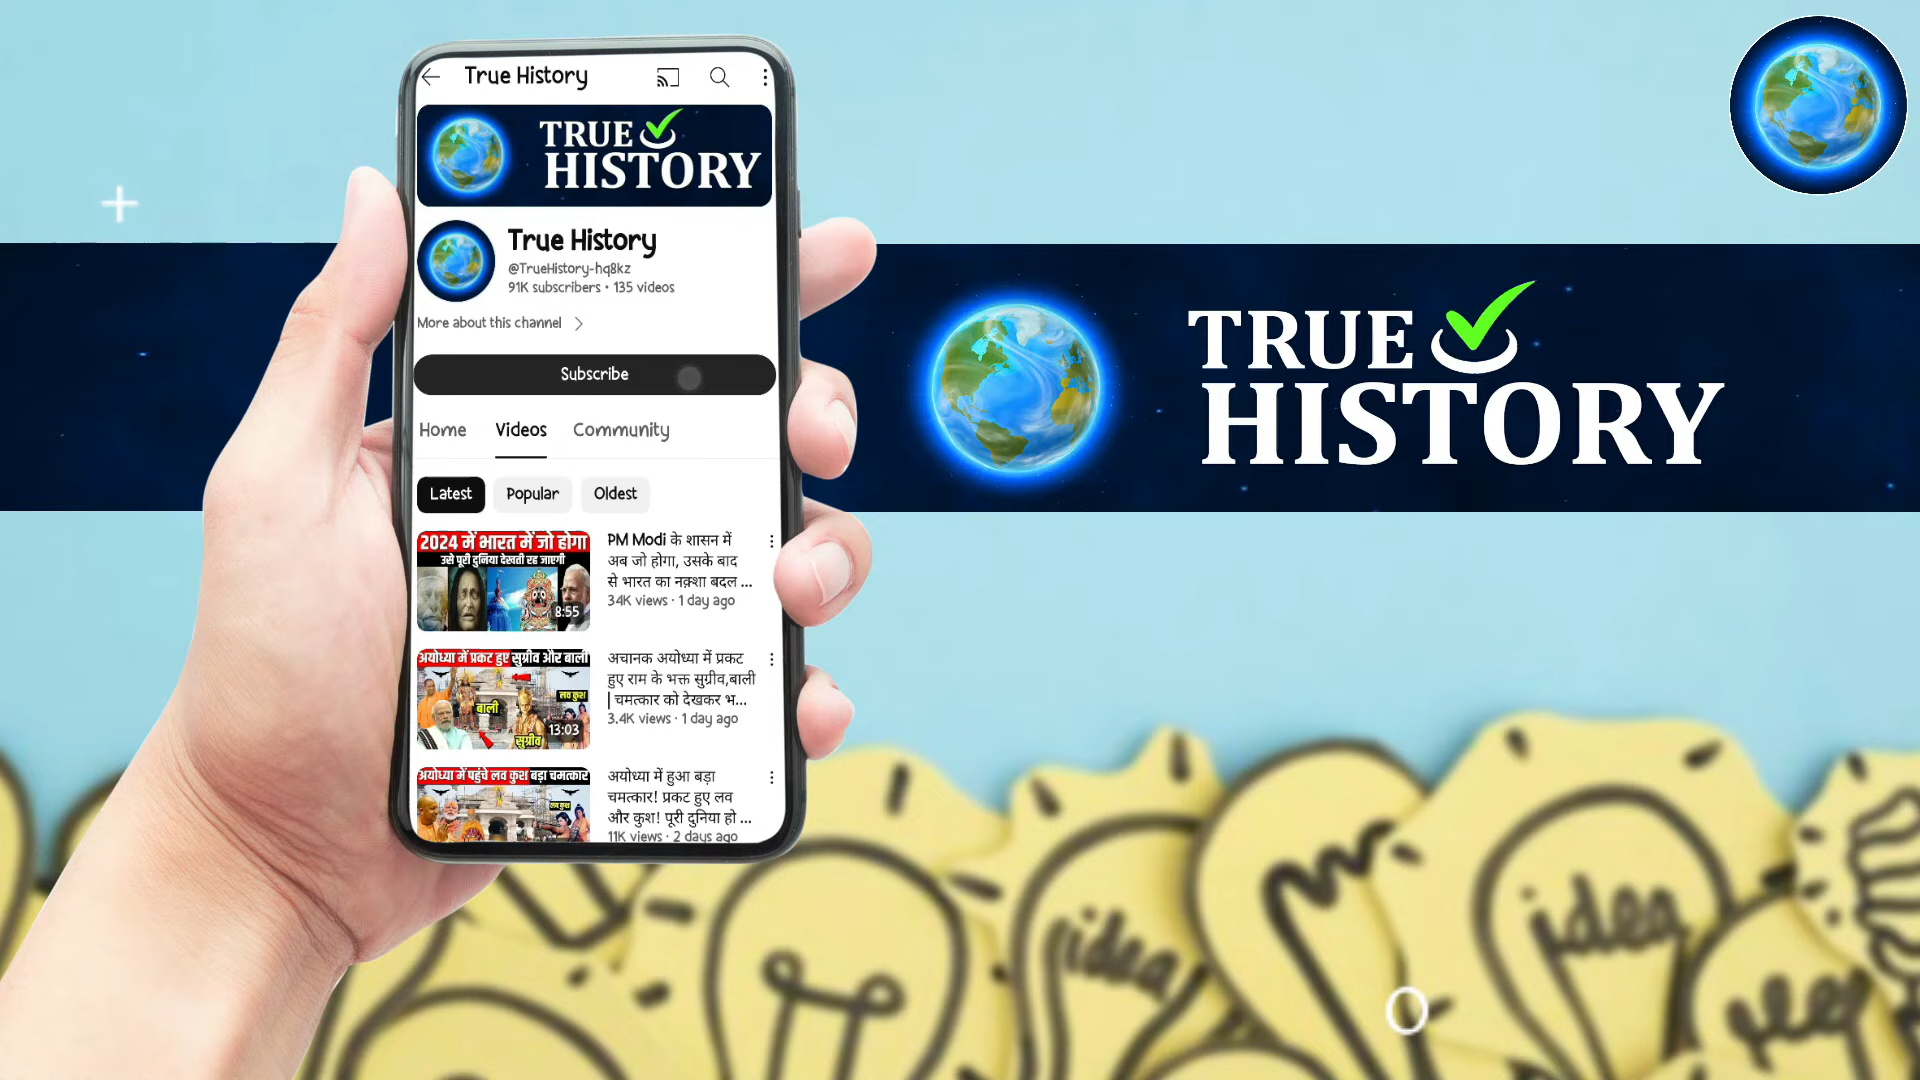 True History
TRUE
HISTORY
True History
@TrueHistory-hq8kz
91K subscribers • 135 videos
More about this channel
Subscribe
Home
Videos
Community
Latest
Popular
Oldest
2024 में भारत में जो होगा
उसे पूरी दुनिया देखती रह जाएगी
8:55
PM Modi के शासन में
अब जो होगा, उसके बाद
से भारत का नक़्शा बदल ...
34K views · 1 day ago
अयोध्या में प्रकट हुए सुग्रीव और बाली
लव कुश
बाली
सुग्रीव
13:03
अचानक अयोध्या में प्रकट
हुए राम के भक्त सुग्रीव,बाली
| चमत्कार को देखकर भ...
3.4K views · 1 day ago
अयोध्या में पहुंचे लव कुश बड़ा चमत्कार
लव कुश
अयोध्या में हुआ बड़ा
चमत्कार! प्रकट हुए लव
और कुश! पूरी दुनिया हो ...
11K views · 2 days ago
TRUE
HISTORY
idea
idea